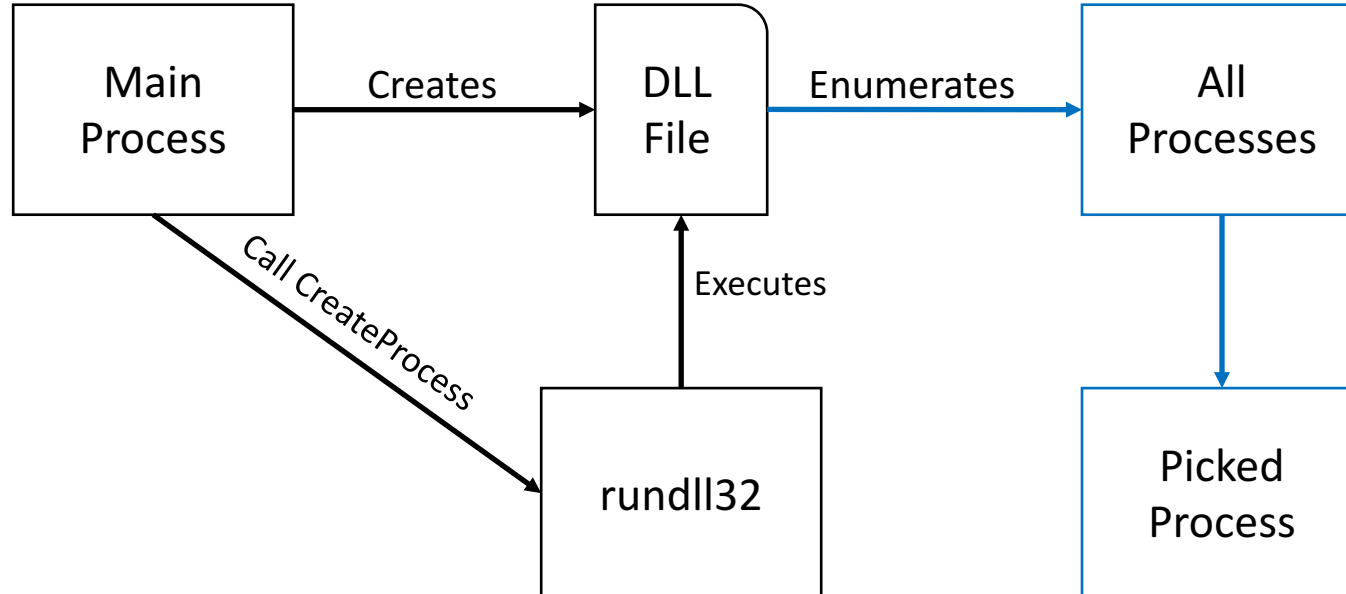 Main
Process
Creates
DLL
File
Enumerates
All
Processes
Call CreateProcess
Executes
rundll32
Picked
Process